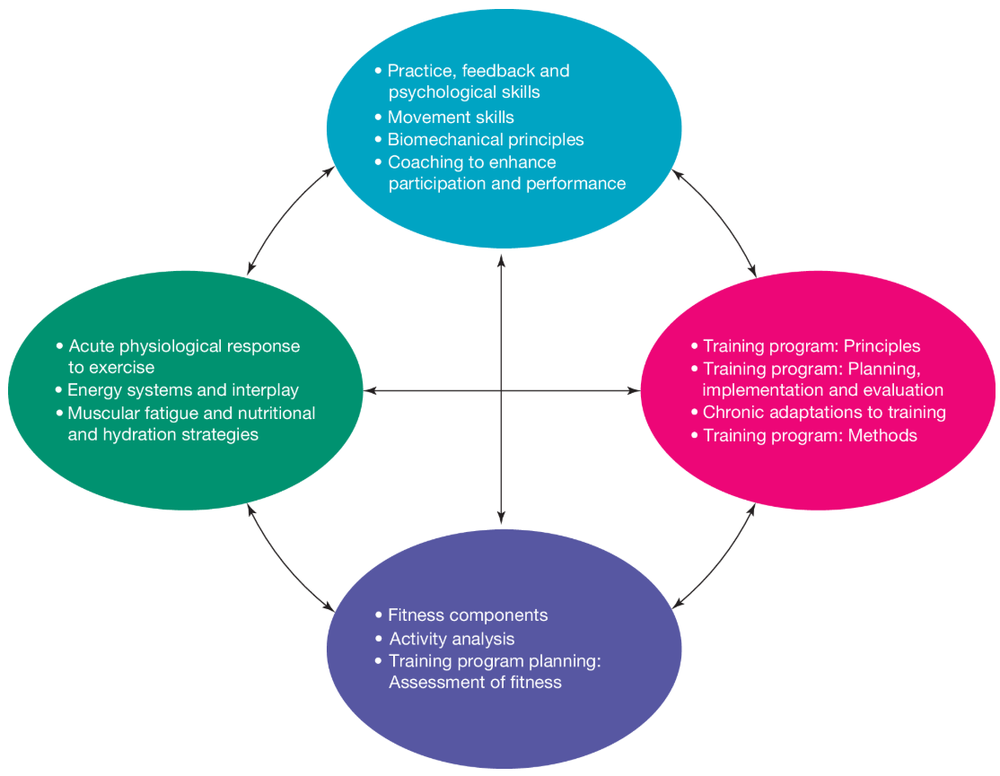 • Practice, feedback and
psychological skills
• Movement skills
• Biomechanical principles
• Coaching to enhance
participation and performance
• Acute physiological response
to exercise
• Energy systems and interplay
• Muscular fatigue and nutritional
and hydration strategies
• Training program: Principles
• Training program: Planning,
implementation and evaluation
• Chronic adaptations to training
• Training program: Methods
• Fitness components
• Activity analysis
• Training program planning:
Assessment of fitness